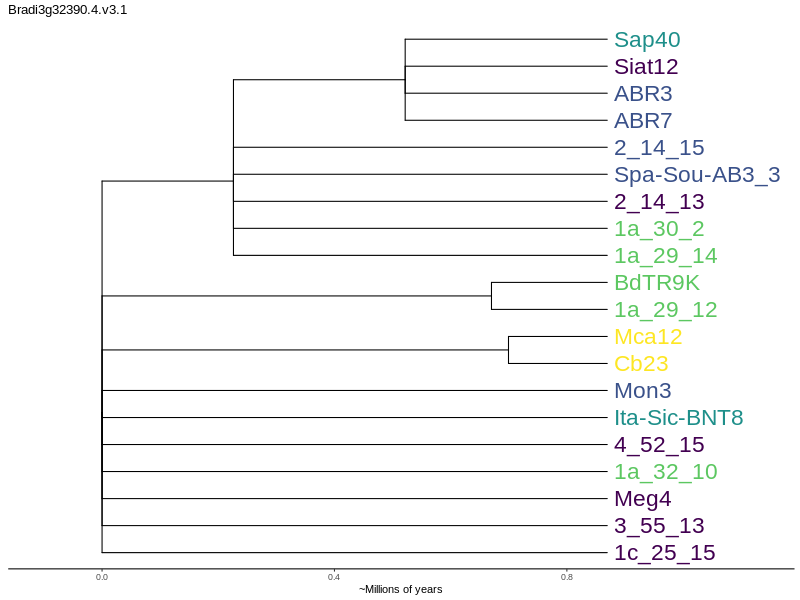 Bradi3g32390.4.v3.1
Sap40
Siat12
ABR3
ABR7
2_14_15
Spa-Sou-AB3_3
2_14_13
1a_30_2
1a_29_14
BdTR9K
1a_29_12
Mca12
Cb23
Mon3
Ita-Sic-BNT8
4_52_15
1a_32_10
Meg4
3_55_13
1c_25_15
0.0 0.4 0.8
~Millions of years